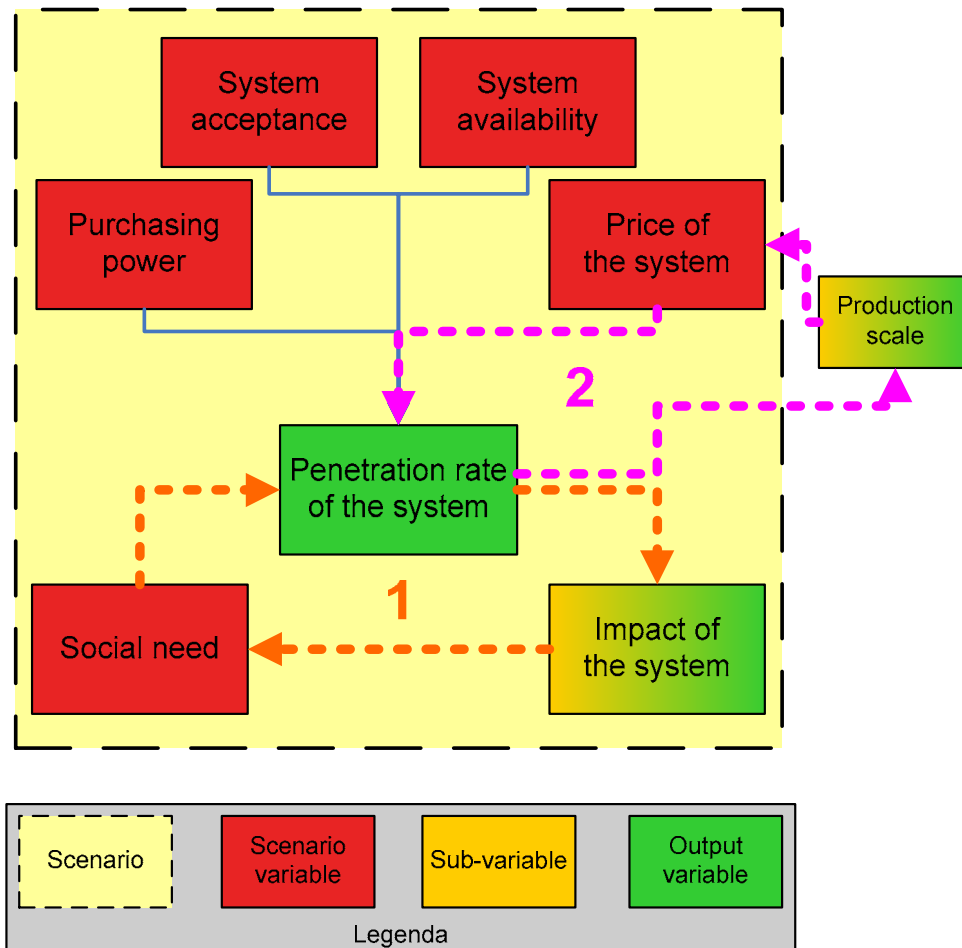 System
acceptance
System
availability
Purchasing
power
Price of
the system
Production
scale
2
Penetration rate
of the system
1
Social need
Impact of
the system
Scenario
Scenario
variable
Sub-variable
Output
variable
Legenda